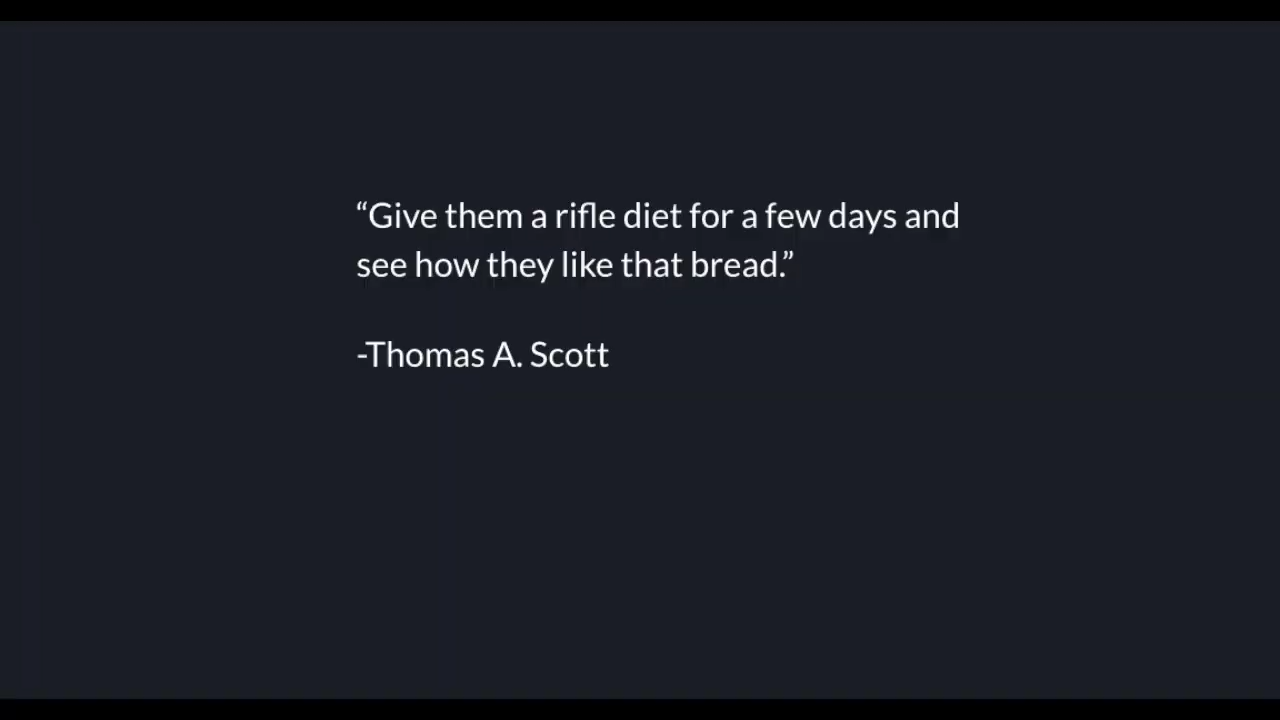 “Give them a rifle diet for a few days and
see how they like that bread.”
-Thomas A. Scott